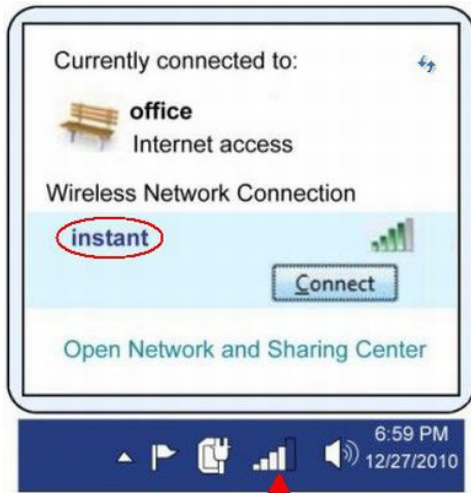 Currently connected to:
office
Internet access
Wireless Network Connection
instant
Connect
Open Network and Sharing Center
6:59 PM
12/27/2010